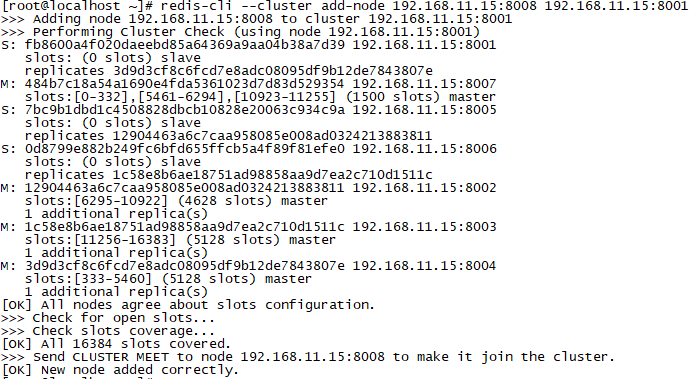 [root@localhost ~]# redis-cli --cluster add-node 192.168.11.15:8008 192.168.11.15:8001
>>> Adding node 192.168.11.15:8008 to cluster 192.168.11.15:8001
>>> Performing Cluster Check (using node 192.168.11.15:8001)
S: fb8600a4f020daeebd85a64369a9aa04b38a7d39 192.168.11.15:8001
   slots: (0 slots) slave
   replicates 3d9d3cf8c6fcd7e8adc08095df9b12de7843807e
M: 484b7c18a54a1690e4fda5361023d7d83d529354 192.168.11.15:8007
   slots:[0-332],[5461-6294],[10923-11255] (1500 slots) master
S: 7bc9b1dbd1c4508828dbcb10828e20063c934c9a 192.168.11.15:8005
   slots: (0 slots) slave
   replicates 12904463a6c7caa958085e008ad0324213883811
S: 0d8799e882b249fc6bfd655ffcb5a4f89f81efe0 192.168.11.15:8006
   slots: (0 slots) slave
   replicates 1c58e8b6ae18751ad98858aa9d7ea2c710d1511c
M: 12904463a6c7caa958085e008ad0324213883811 192.168.11.15:8002
   slots:[6295-10922] (4628 slots) master
   1 additional replica(s)
M: 1c58e8b6ae18751ad98858aa9d7ea2c710d1511c 192.168.11.15:8003
   slots:[11256-16383] (5128 slots) master
   1 additional replica(s)
M: 3d9d3cf8c6fcd7e8adc08095df9b12de7843807e 192.168.11.15:8004
   slots:[333-5460] (5128 slots) master
   1 additional replica(s)
[OK] All nodes agree about slots configuration.
>>> Check for open slots...
>>> Check slots coverage...
[OK] All 16384 slots covered.
>>> Send CLUSTER MEET to node 192.168.11.15:8008 to make it join the cluster.
[OK] New node added correctly.